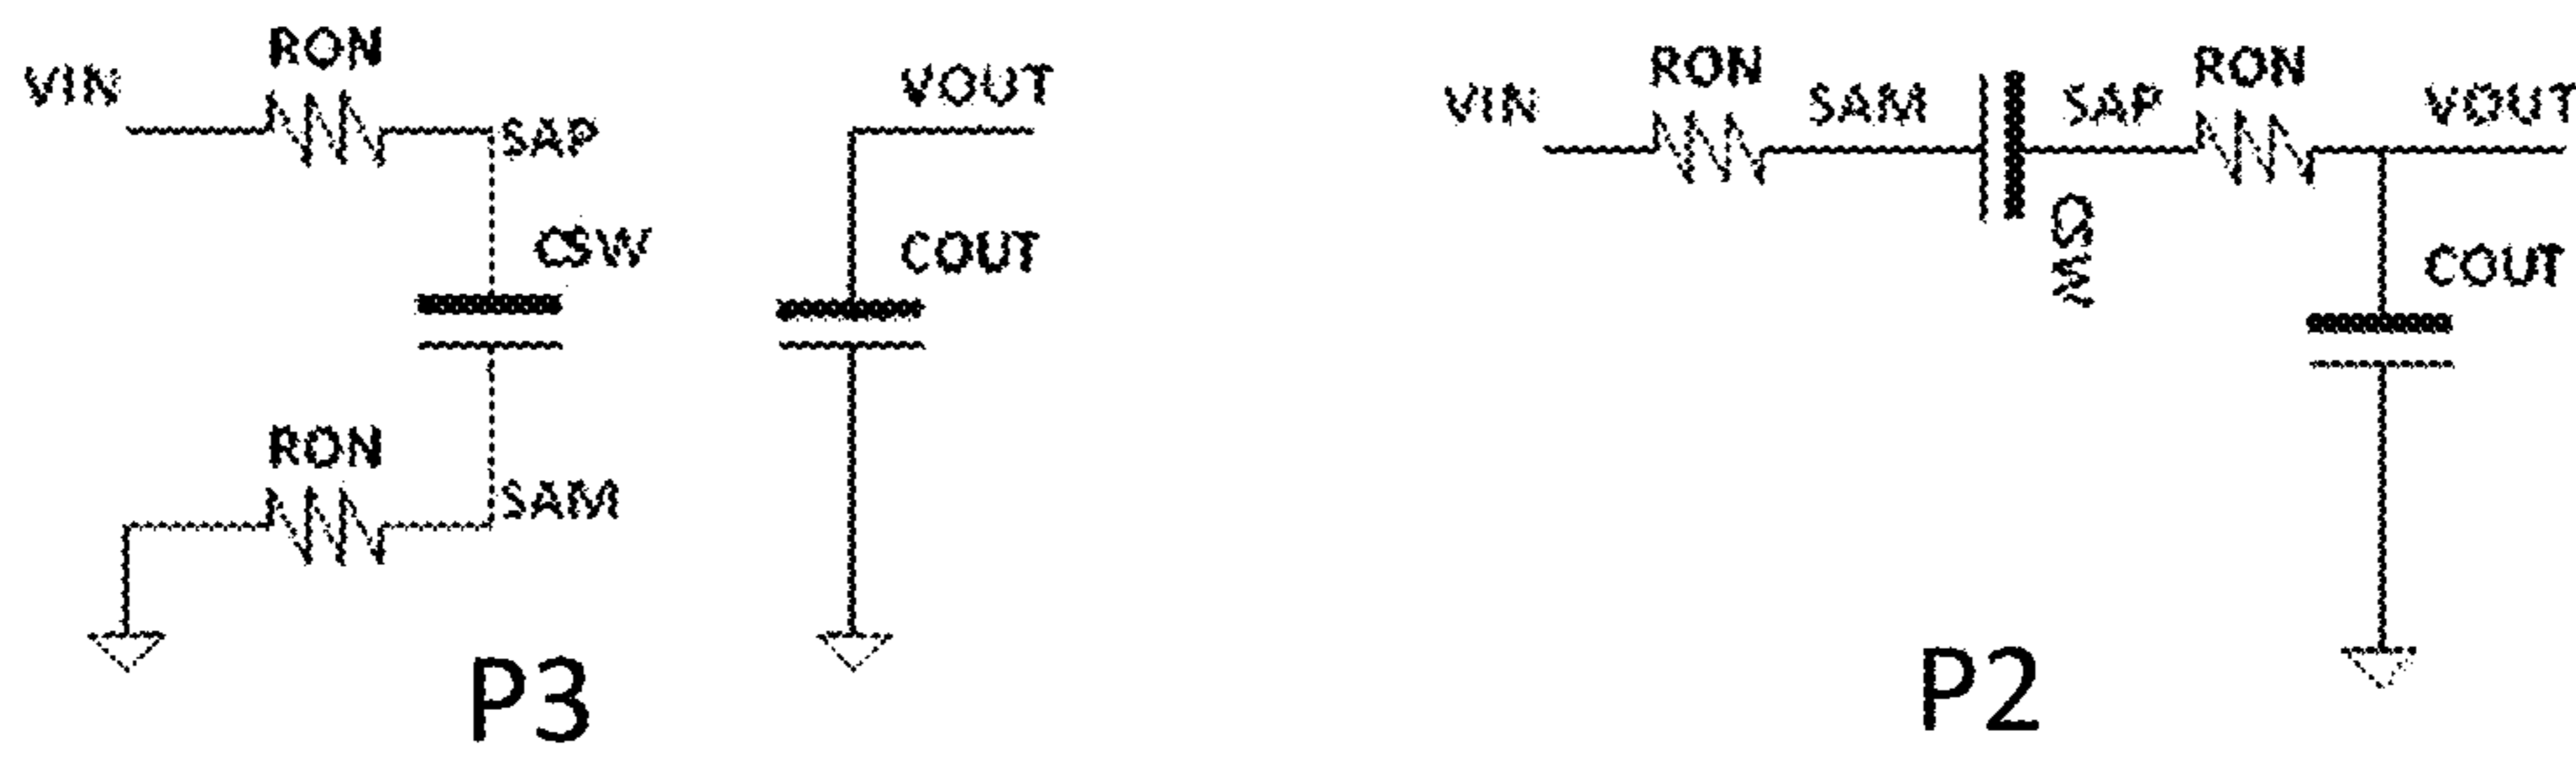 RON
VIN
SAP
CSW
RON
SAM
VOUT
COUT
P3
RON
VIN
SAM
SAP
RON
VOUT
CSW
COUT
P2